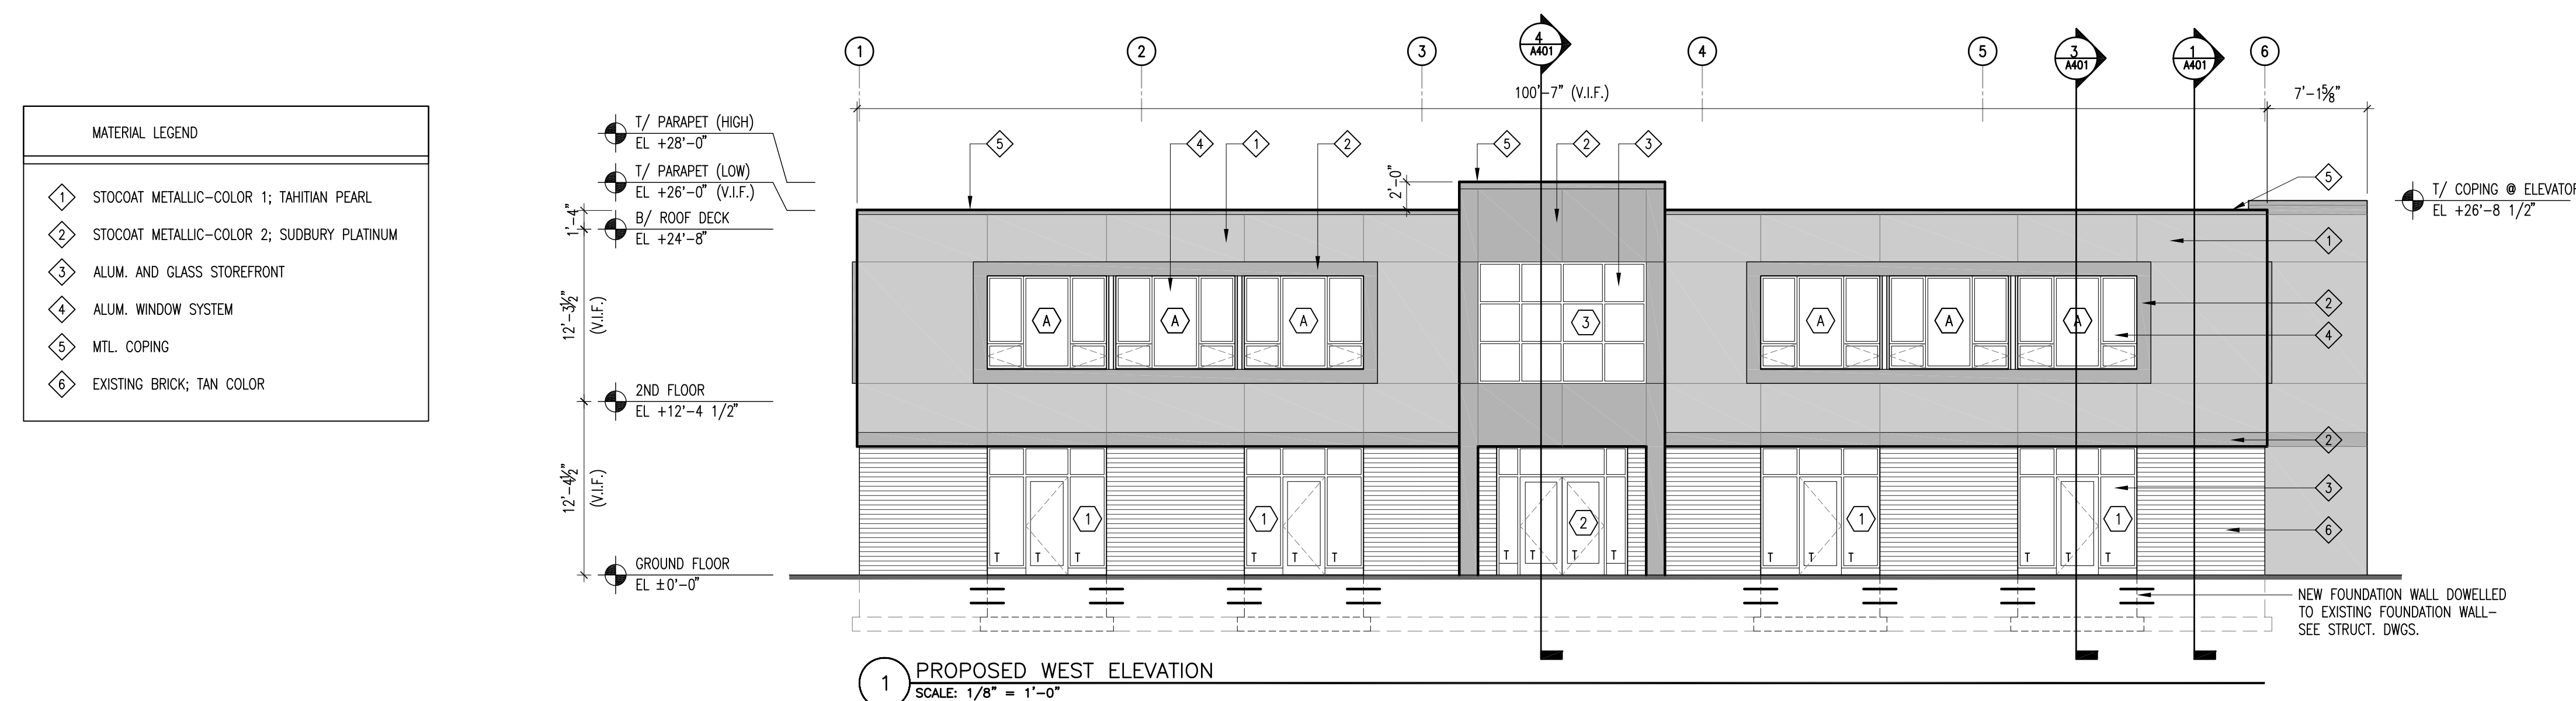 MATERIAL LEGEND
1 STOCOAT METALLIC-COLOR 1; TAHITIAN PEARL
2 STOCOAT METALLIC-COLOR 2; SUDBURY PLATINUM
3 ALUM. AND GLASS STOREFRONT
4 ALUM. WINDOW SYSTEM
5 MTL. COPING
6 EXISTING BRICK; TAN COLOR
1 2 3 4 A401 4 5 3 A401 1 A401 6
100'-7" (V.I.F.) 7'-1⅝"
T/ PARAPET (HIGH)
EL +28'-0"
T/ PARAPET (LOW)
EL +26'-0" (V.I.F.)
B/ ROOF DECK
EL +24'-8"
2ND FLOOR
EL +12'-4 1/2"
GROUND FLOOR
EL ±0'-0"
1'-4"
12'-3½"
(V.I.F.)
12'-4½"
(V.I.F.)
5 4 1 2 5 2 3
2'-0"
5
T/ COPING @ ELEVATOR
EL +26'-8 1/2"
1
2
A A A 3 A A A
4
2
3
1 1 2 1 1
6
T T T T T T T T T T T T T
NEW FOUNDATION WALL DOWELLED
TO EXISTING FOUNDATION WALL-
SEE STRUCT. DWGS.
1 PROPOSED WEST ELEVATION
SCALE: 1/8" = 1'-0"